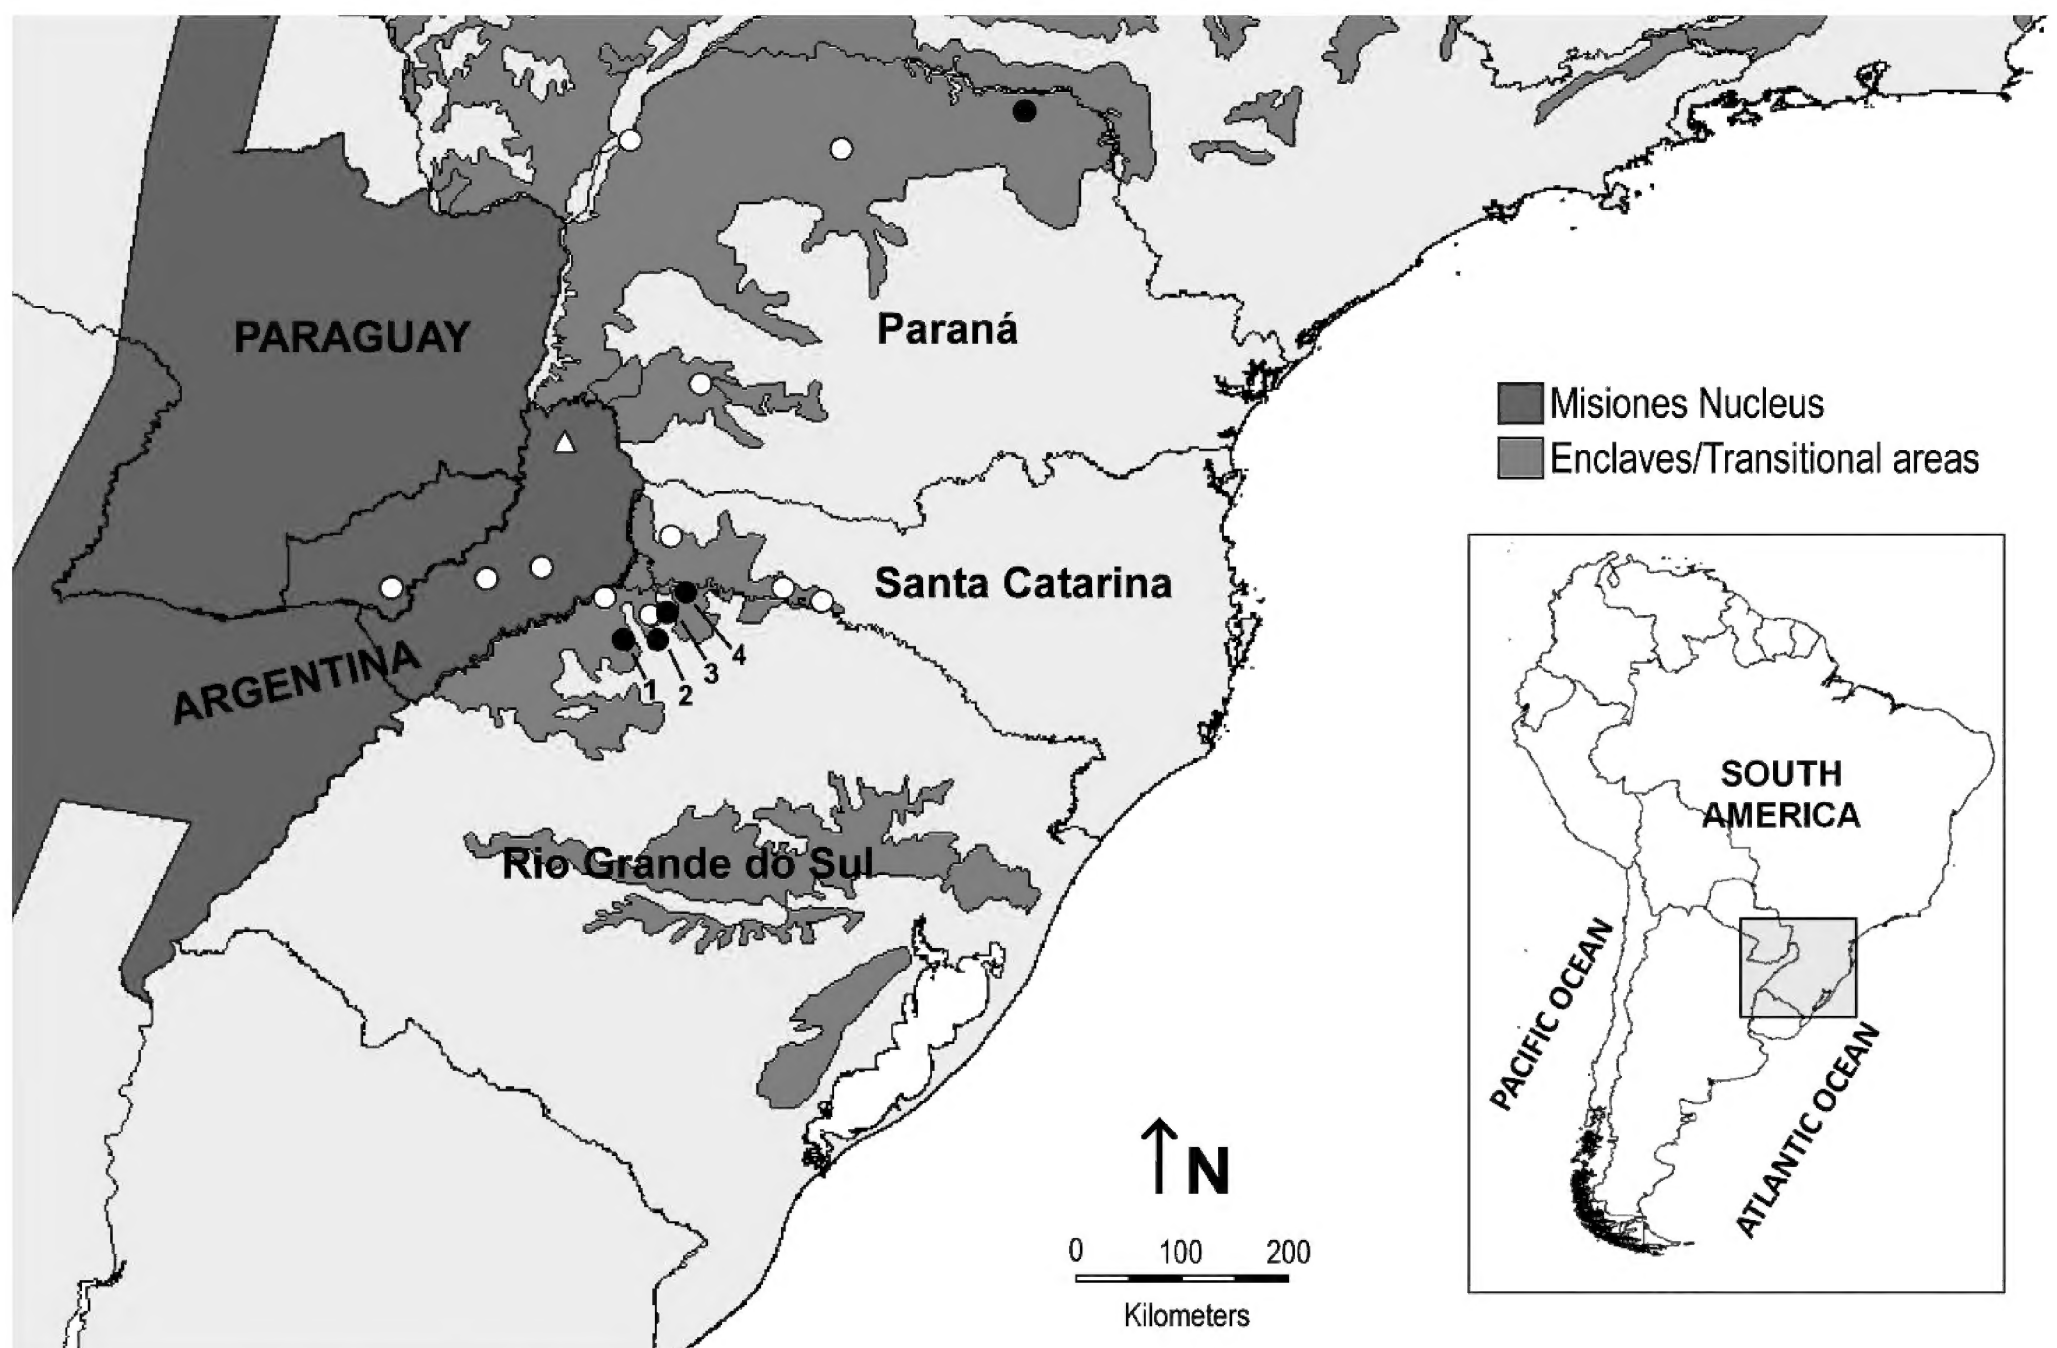 PARAGUAY
Paraná
Misiones Nucleus
Enclaves/Transitional areas
Santa Catarina
ARGENTINA
1
2
3
4
Rio Grande do Sul
SOUTH
AMERICA
PACIFIC OCEAN
ATLANTIC OCEAN
N
0 100 200
Kilometers